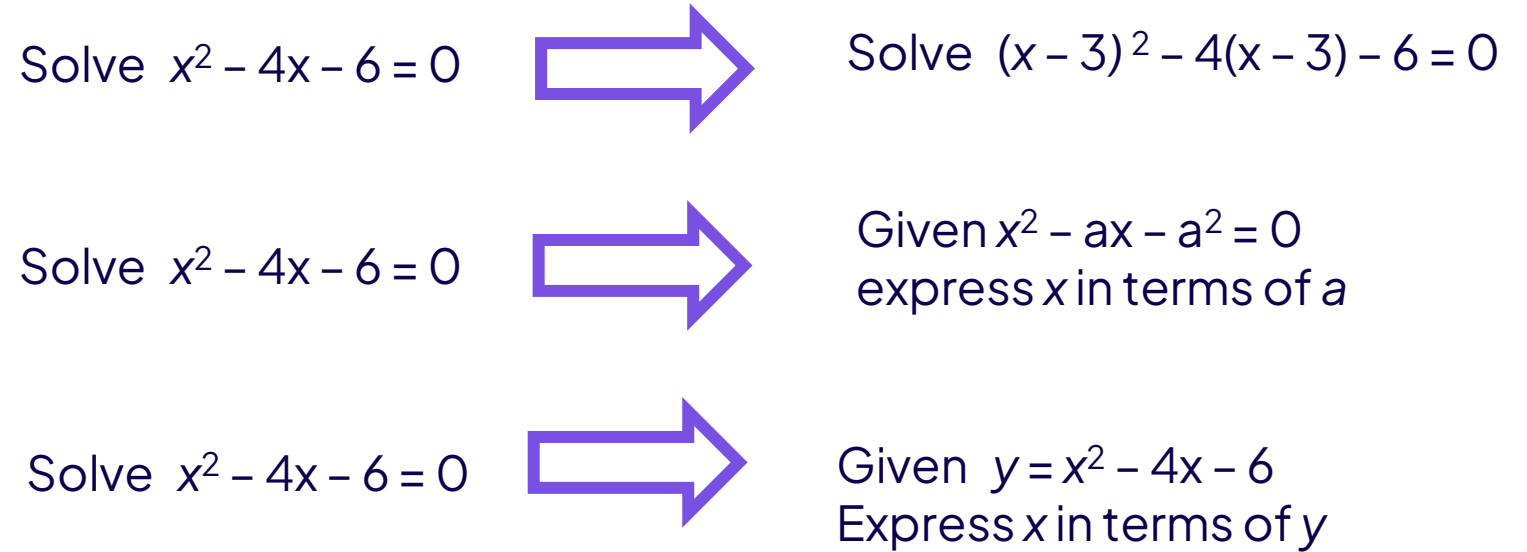 Solve x² – 4x – 6 = 0
Solve (x – 3)² – 4(x – 3) – 6 = 0
Solve x² – 4x – 6 = 0
Given x² – ax – a² = 0
express x in terms of a
Solve x² – 4x – 6 = 0
Given y = x² – 4x – 6
Express x in terms of y